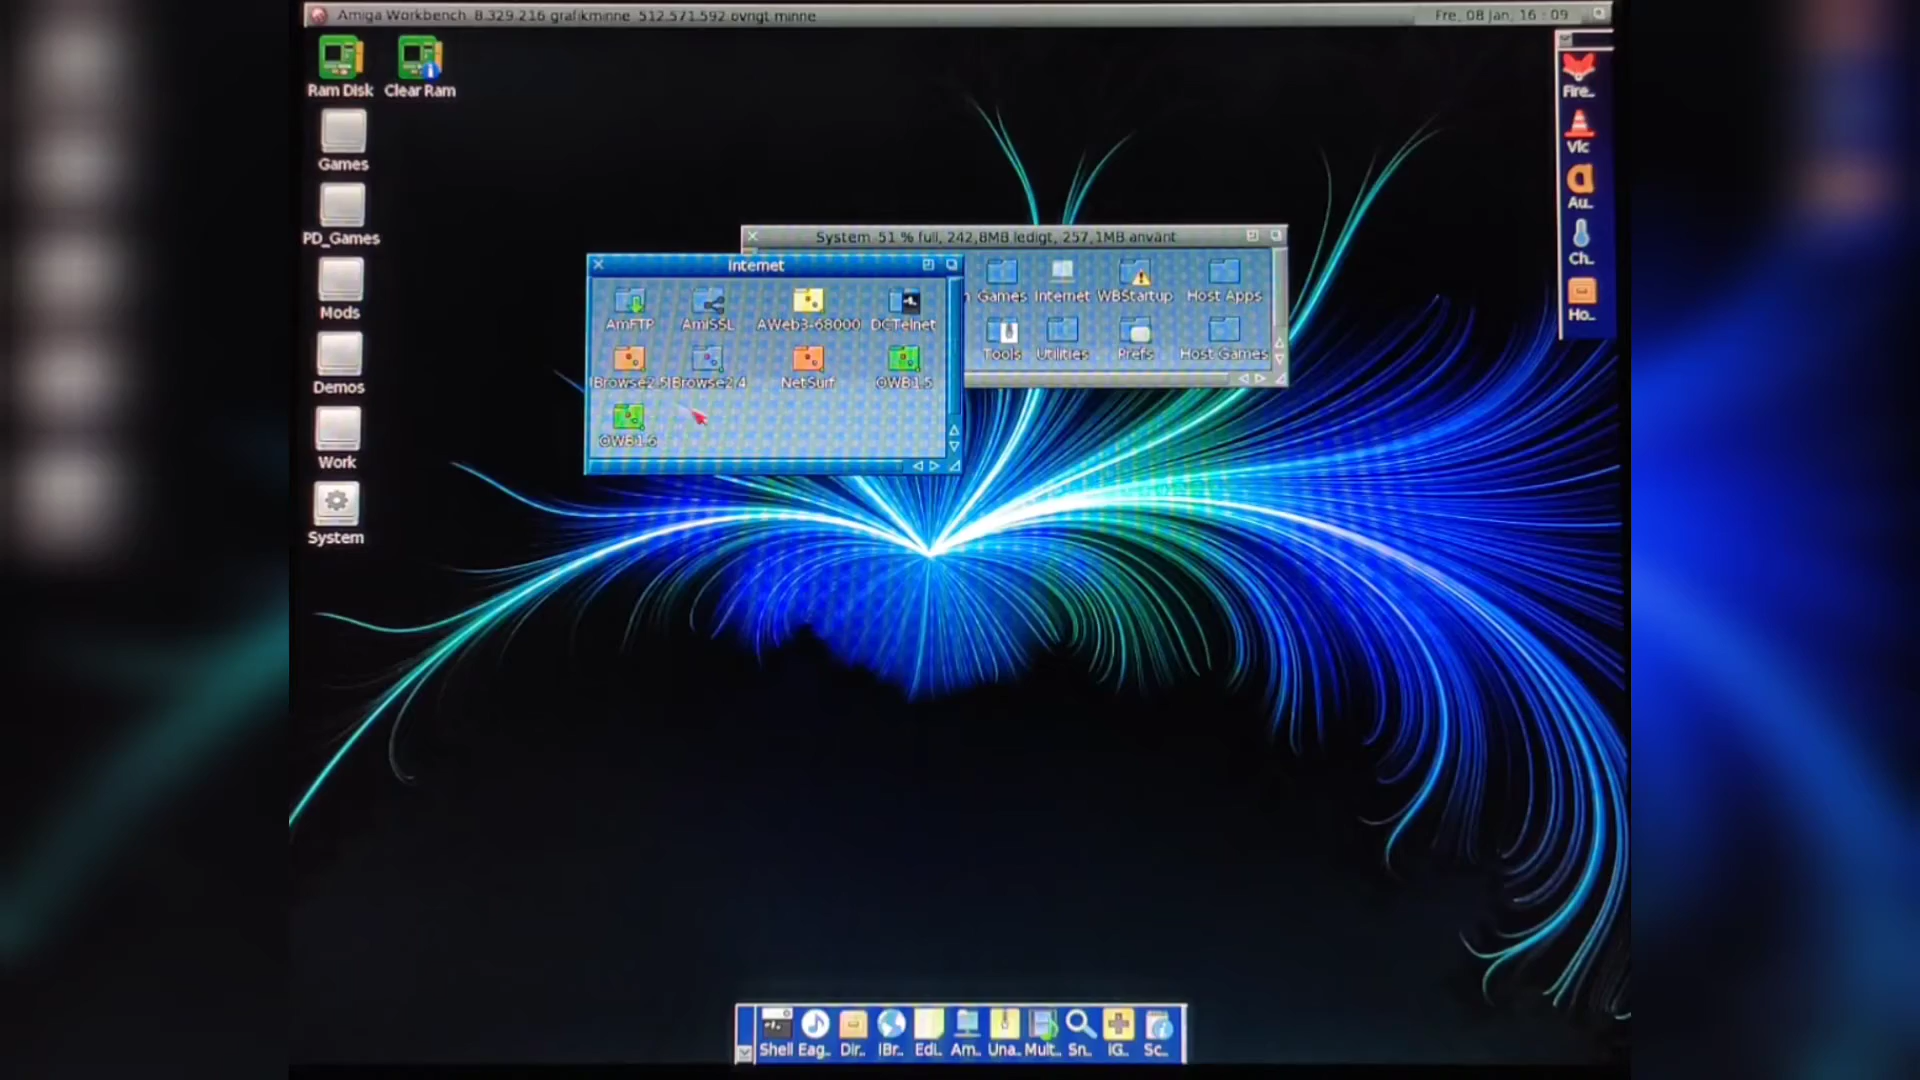 Amiga Workbench 8.329.216 grafikminne 512.571.592 övrigt minne
Fre, 08 Jan, 16 : 09
Ram Disk
Clear Ram
Games
PD_Games
Mods
Demos
Work
System
Fire..
Vlc
Au..
Ch..
Ho..
System 51 % full, 242,8MB ledigt, 257,1MB använt
Games Internet WBStartup Host Apps
Tools Utilities Prefs Host Games
Internet
AmFTP AmiSSL AWeb3-68000 DCTelnet
IBrowse2.5 IBrowse2.4 NetSurf OWB1.5
OWB1.6
Shell Eag.. Dir.. IBr.. Edi.. Am.. Una.. Mult.. Sn.. iG.. Sc..